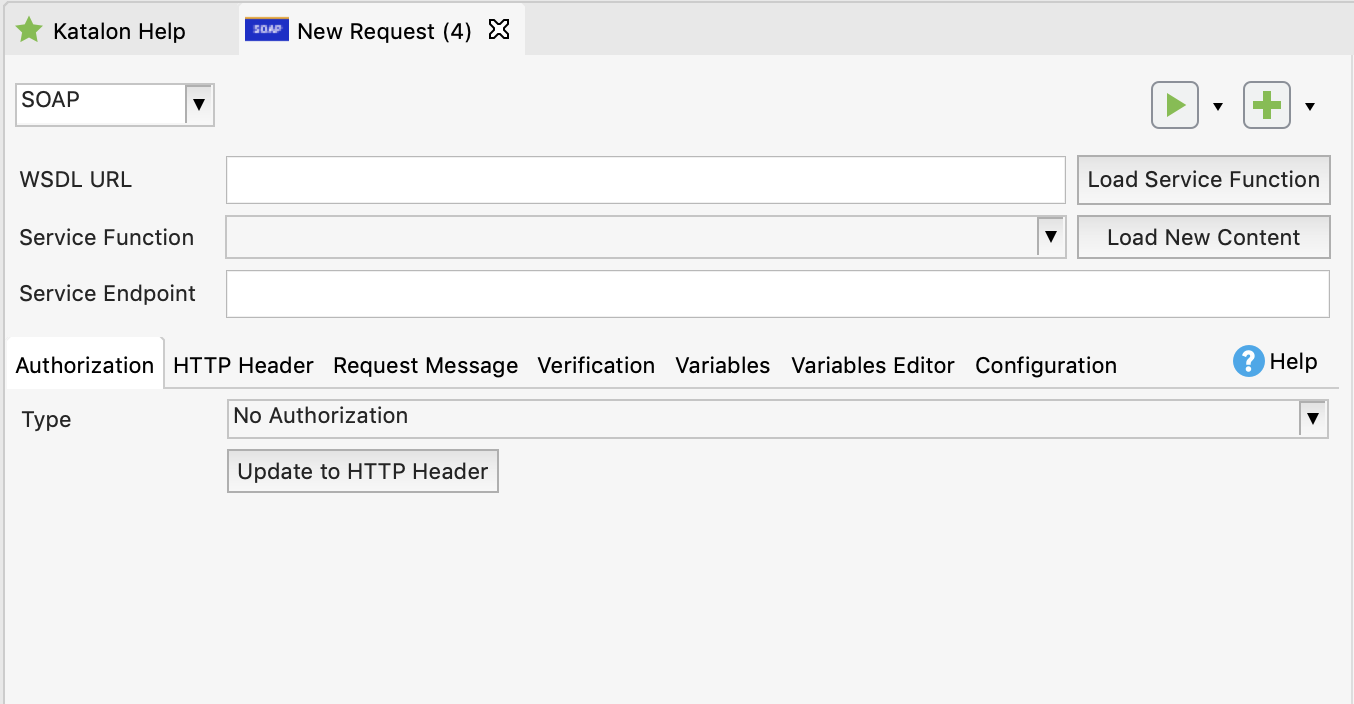 Katalon Help
SOAP New Request (4)
SOAP
WSDL URL Load Service Function
Service Function Load New Content
Service Endpoint
Authorization HTTP Header Request Message Verification Variables Variables Editor Configuration ? Help
Type No Authorization
Update to HTTP Header